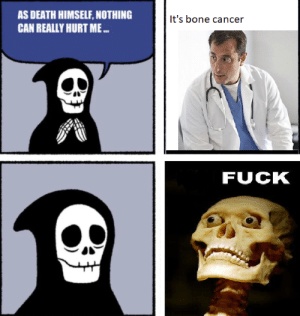 AS DEATH HIMSELF, NOTHING
CAN REALLY HURT ME ...
It's bone cancer
FUCK